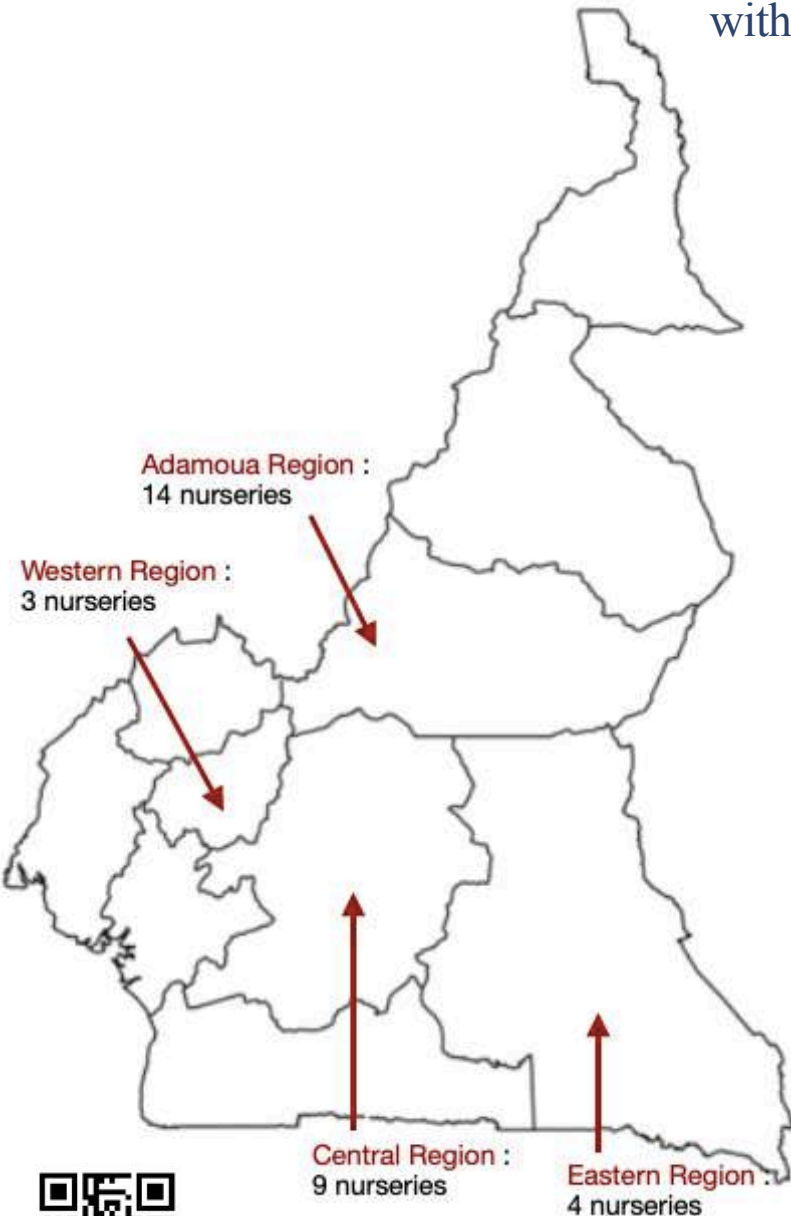 with
Adamoua Region :
14 nurseries
Western Region :
3 nurseries
Central Region :
9 nurseries
Eastern Region :
4 nurseries